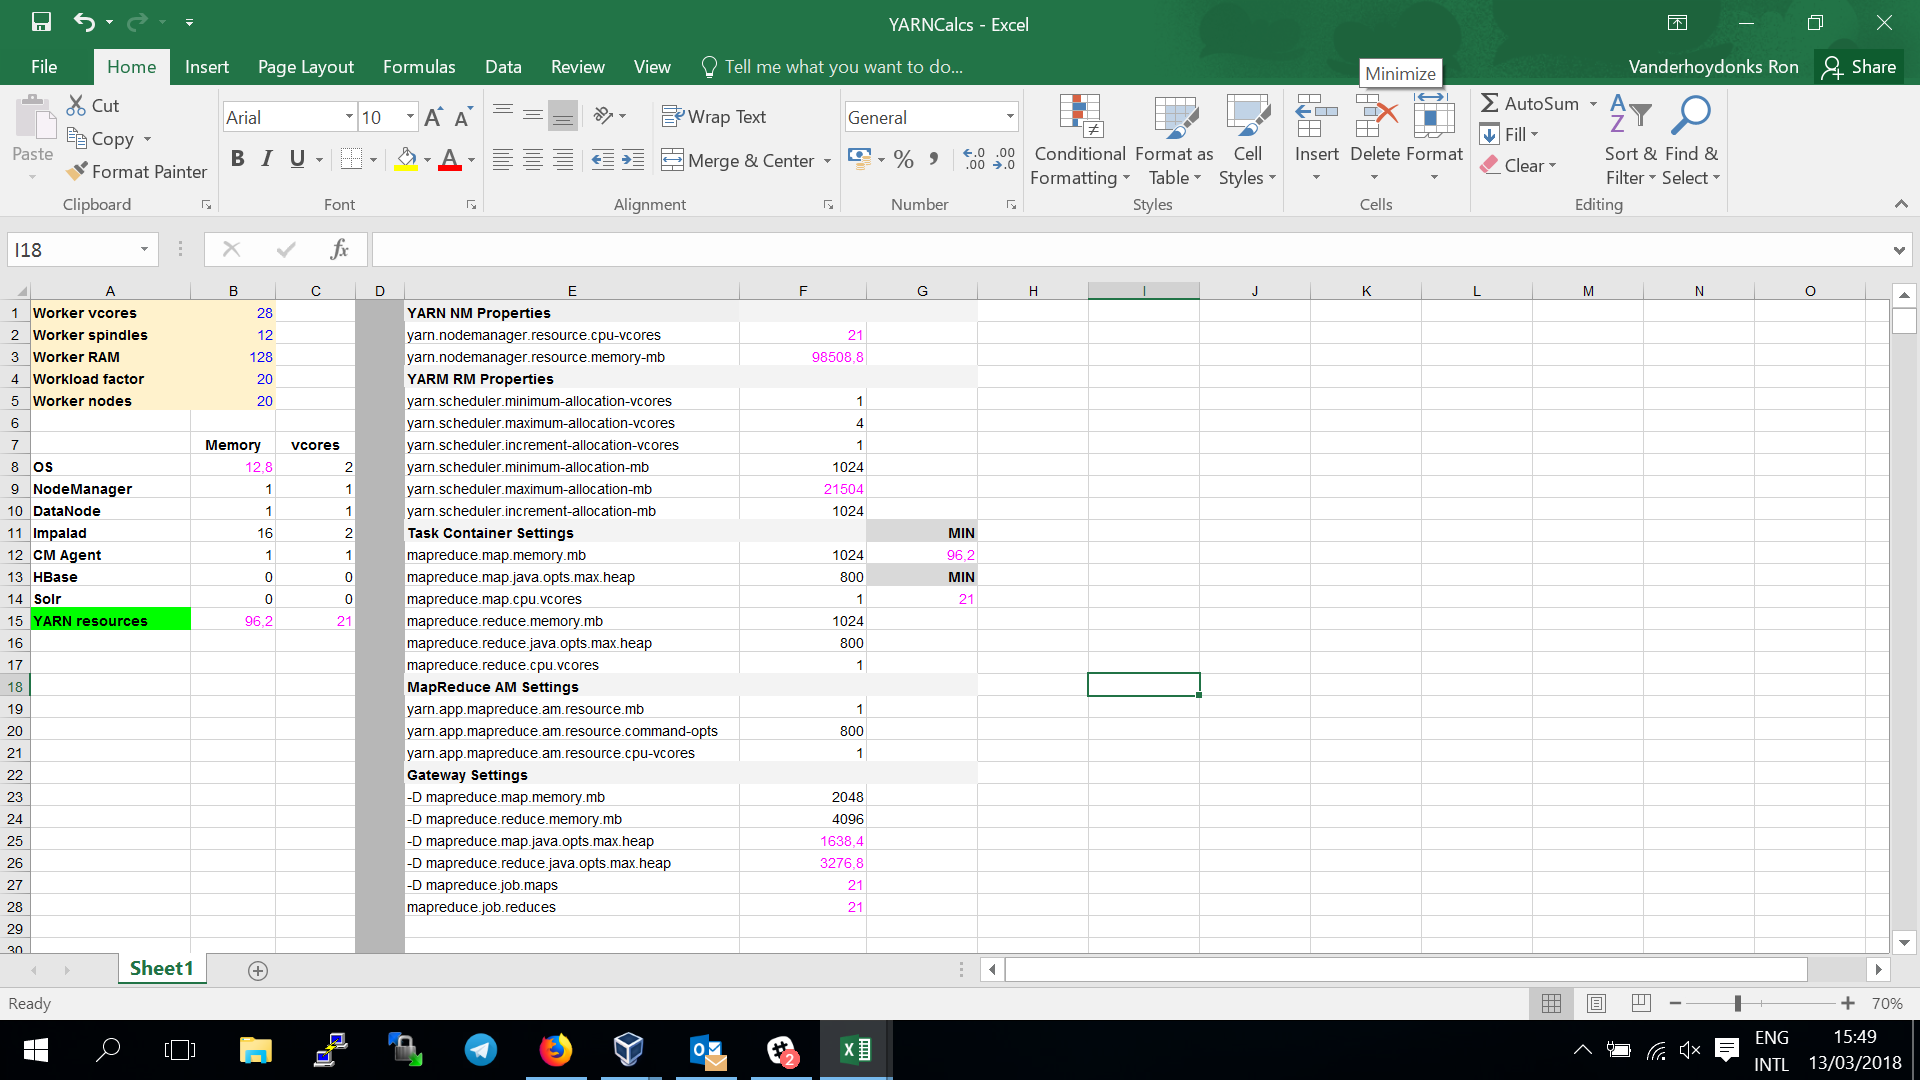 YARNCalcs - Excel
File Home Insert Page Layout Formulas Data Review View Tell me what you want to do... Vanderhoydonks Ron Share
Minimize
Paste
Cut
Copy
Format Painter
Clipboard
Arial 10
B I U
Font
Wrap Text
Merge & Center
Alignment
General
Number
Conditional Formatting
Format as Table
Cell Styles
Styles
Insert Delete Format
Cells
AutoSum
Fill
Clear
Sort & Filter
Find & Select
Editing
I18 fx
A B C D E F G H I J K L M N O
1 Worker vcores 28 YARN NM Properties
2 Worker spindles 12 yarn.nodemanager.resource.cpu-vcores 21
3 Worker RAM 128 yarn.nodemanager.resource.memory-mb 98508,8
4 Workload factor 20 YARM RM Properties
5 Worker nodes 20 yarn.scheduler.minimum-allocation-vcores 1
6 yarn.scheduler.maximum-allocation-vcores 4
7 Memory vcores yarn.scheduler.increment-allocation-vcores 1
8 OS 12,8 2 yarn.scheduler.minimum-allocation-mb 1024
9 NodeManager 1 1 yarn.scheduler.maximum-allocation-mb 21504
10 DataNode 1 1 yarn.scheduler.increment-allocation-mb 1024
11 Impalad 16 2 Task Container Settings MIN
12 CM Agent 1 1 mapreduce.map.memory.mb 1024 96,2
13 HBase 0 0 mapreduce.map.java.opts.max.heap 800 MIN
14 Solr 0 0 mapreduce.map.cpu.vcores 1 21
15 YARN resources 96,2 21 mapreduce.reduce.memory.mb 1024
16 mapreduce.reduce.java.opts.max.heap 800
17 mapreduce.reduce.cpu.vcores 1
18 MapReduce AM Settings
19 yarn.app.mapreduce.am.resource.mb 1
20 yarn.app.mapreduce.am.resource.command-opts 800
21 yarn.app.mapreduce.am.resource.cpu-vcores 1
22 Gateway Settings
23 -D mapreduce.map.memory.mb 2048
24 -D mapreduce.reduce.memory.mb 4096
25 -D mapreduce.map.java.opts.max.heap 1638,4
26 -D mapreduce.reduce.java.opts.max.heap 3276,8
27 -D mapreduce.job.maps 21
28 mapreduce.job.reduces 21
29
30
Sheet1
Ready 70%
2
ENG 15:49
INTL 13/03/2018